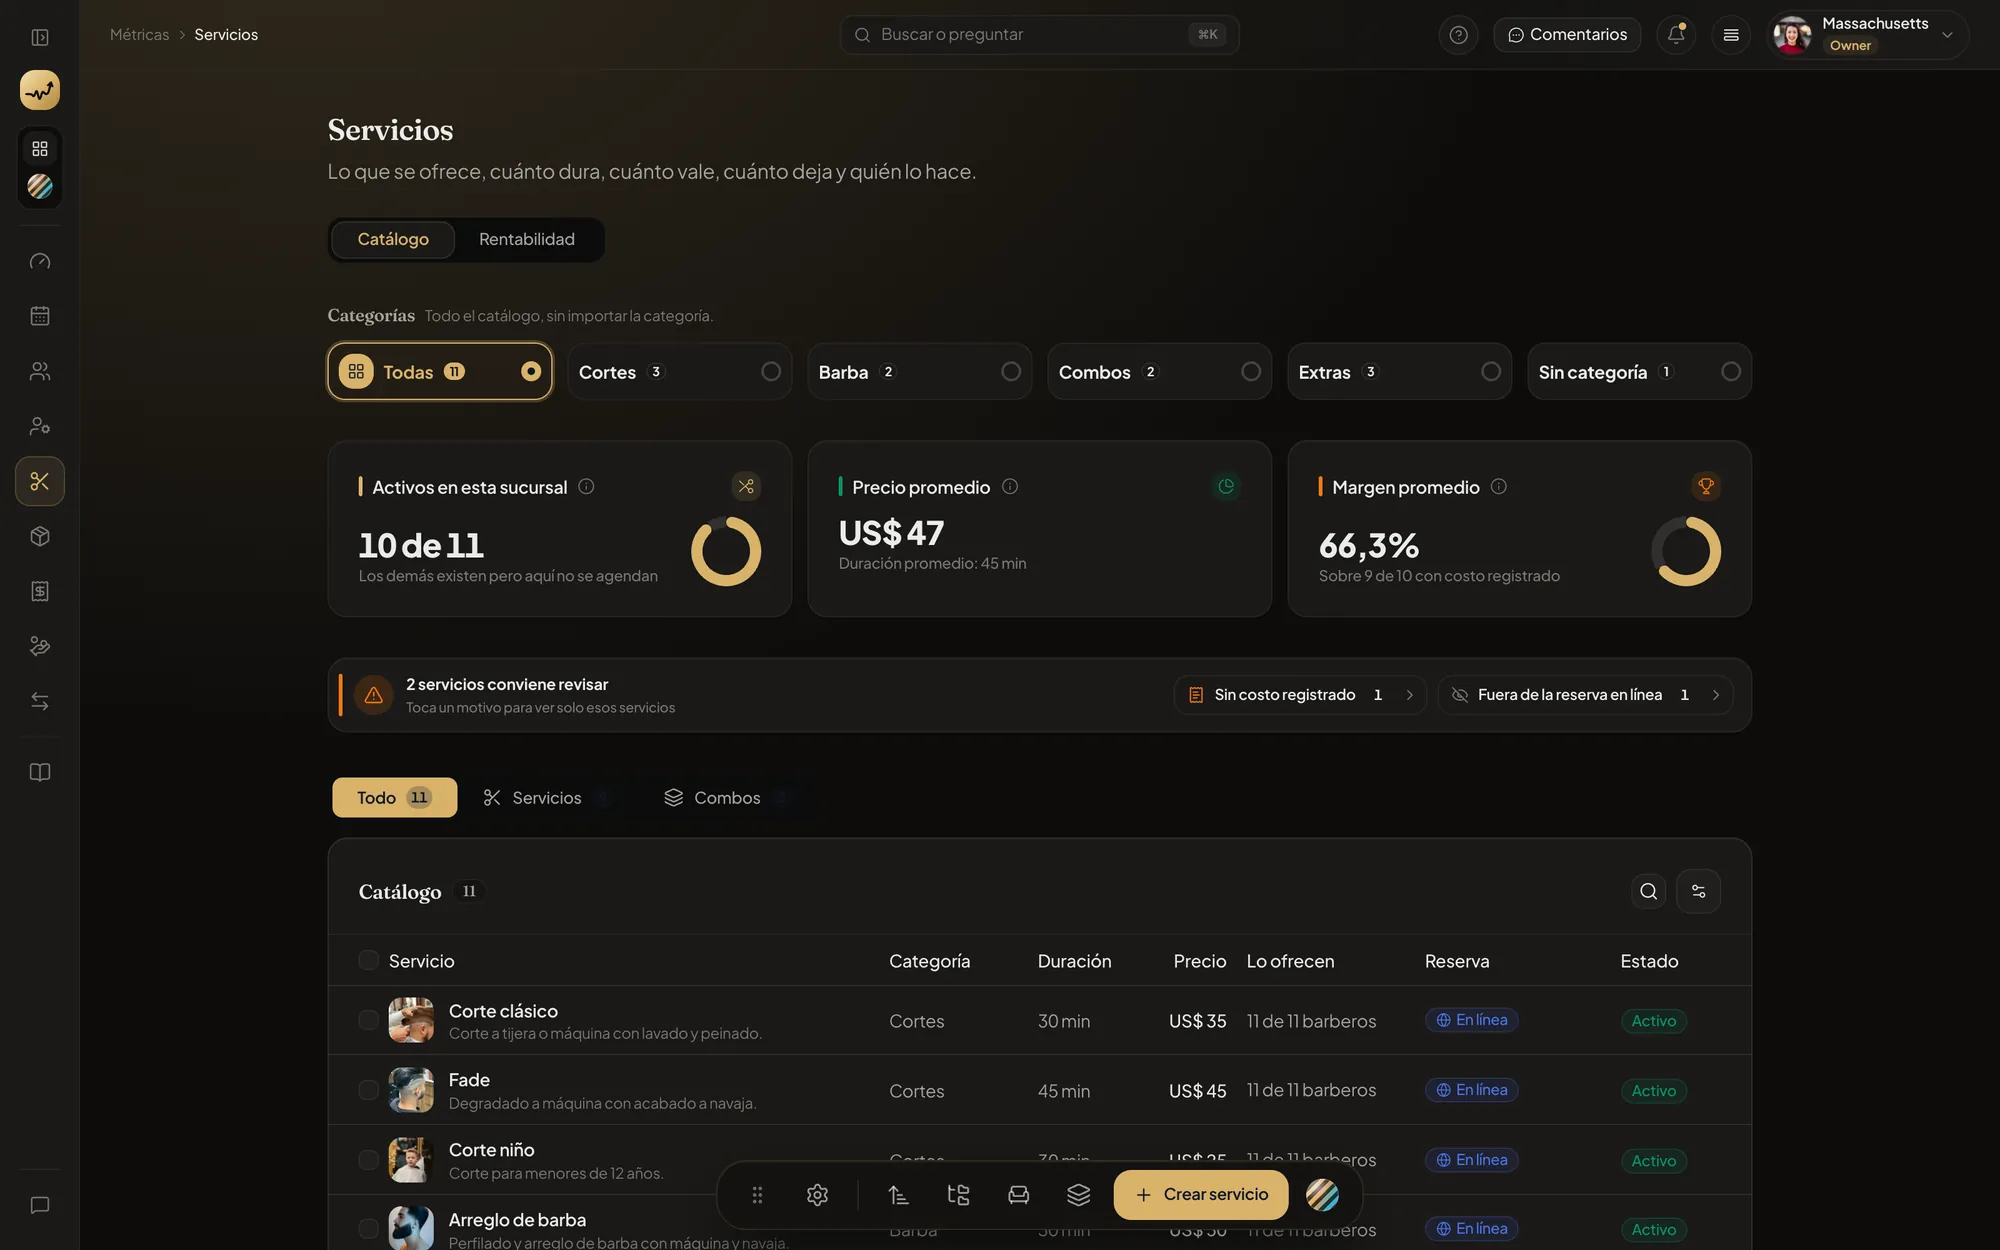 Métricas > Servicios
Buscar o preguntar
⌘K
Comentarios
Massachusetts
Owner
Servicios
Lo que se ofrece, cuánto dura, cuánto vale, cuánto deja y quién lo hace.
Catálogo
Rentabilidad
Categorías Todo el catálogo, sin importar la categoría.
Todas 11
Cortes 3
Barba 2
Combos 2
Extras 3
Sin categoría 1
Activos en esta sucursal
10 de 11
Los demás existen pero aquí no se agendan
Precio promedio
US$ 47
Duración promedio: 45 min
Margen promedio
66,3%
Sobre 9 de 10 con costo registrado
2 servicios conviene revisar
Toca un motivo para ver solo esos servicios
Sin costo registrado 1
Fuera de la reserva en línea 1
Todo 11
Servicios
Combos
Catálogo 11
Servicio Categoría Duración Precio Lo ofrecen Reserva Estado
Corte clásico
Corte a tijera o máquina con lavado y peinado.
Cortes 30 min US$ 35 11 de 11 barberos En línea Activo
Fade
Degradado a máquina con acabado a navaja.
Cortes 45 min US$ 45 11 de 11 barberos En línea Activo
Corte niño
Corte para menores de 12 años.
En línea Activo
Arreglo de barba
Perfilado y arreglo de barba con máquina y navaja.
En línea Activo
Crear servicio